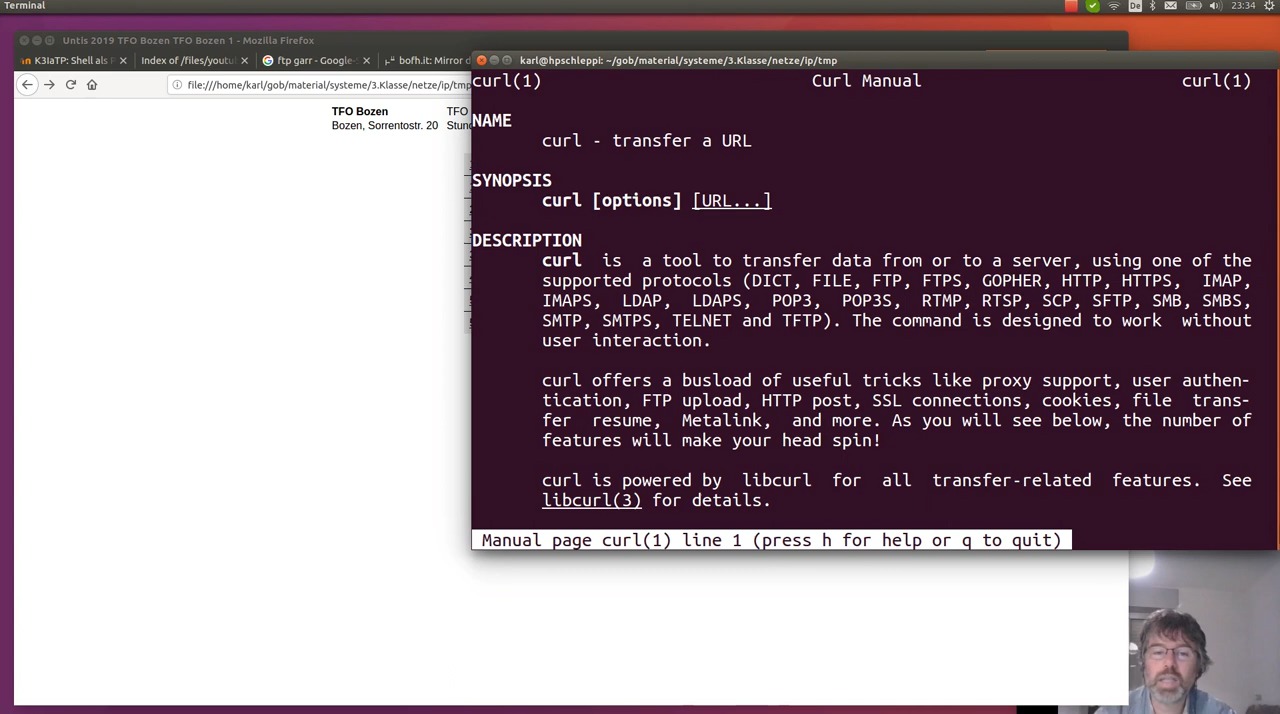 Terminal
De
23:34
Untis 2019 TFO Bozen TFO Bozen 1 - Mozilla Firefox
K3IaTP: Shell als F
Index of /files/youtu
ftp garr - Google-S
bofh.it: Mirror d
file:///home/karl/gob/material/systeme/3.Klasse/netze/ip/tmp
TFO Bozen
TFO
Bozen, Sorrentostr. 20
Stund
karl@hpschleppi: ~/gob/material/systeme/3.Klasse/netze/ip/tmp
curl(1) Curl Manual curl(1)
NAME
curl - transfer a URL
SYNOPSIS
curl [options] [URL...]
DESCRIPTION
curl is a tool to transfer data from or to a server, using one of the
supported protocols (DICT, FILE, FTP, FTPS, GOPHER, HTTP, HTTPS, IMAP,
IMAPS, LDAP, LDAPS, POP3, POP3S, RTMP, RTSP, SCP, SFTP, SMB, SMBS,
SMTP, SMTPS, TELNET and TFTP). The command is designed to work without
user interaction.
curl offers a busload of useful tricks like proxy support, user authen-
tication, FTP upload, HTTP post, SSL connections, cookies, file trans-
fer resume, Metalink, and more. As you will see below, the number of
features will make your head spin!
curl is powered by libcurl for all transfer-related features. See
libcurl(3) for details.
Manual page curl(1) line 1 (press h for help or q to quit)